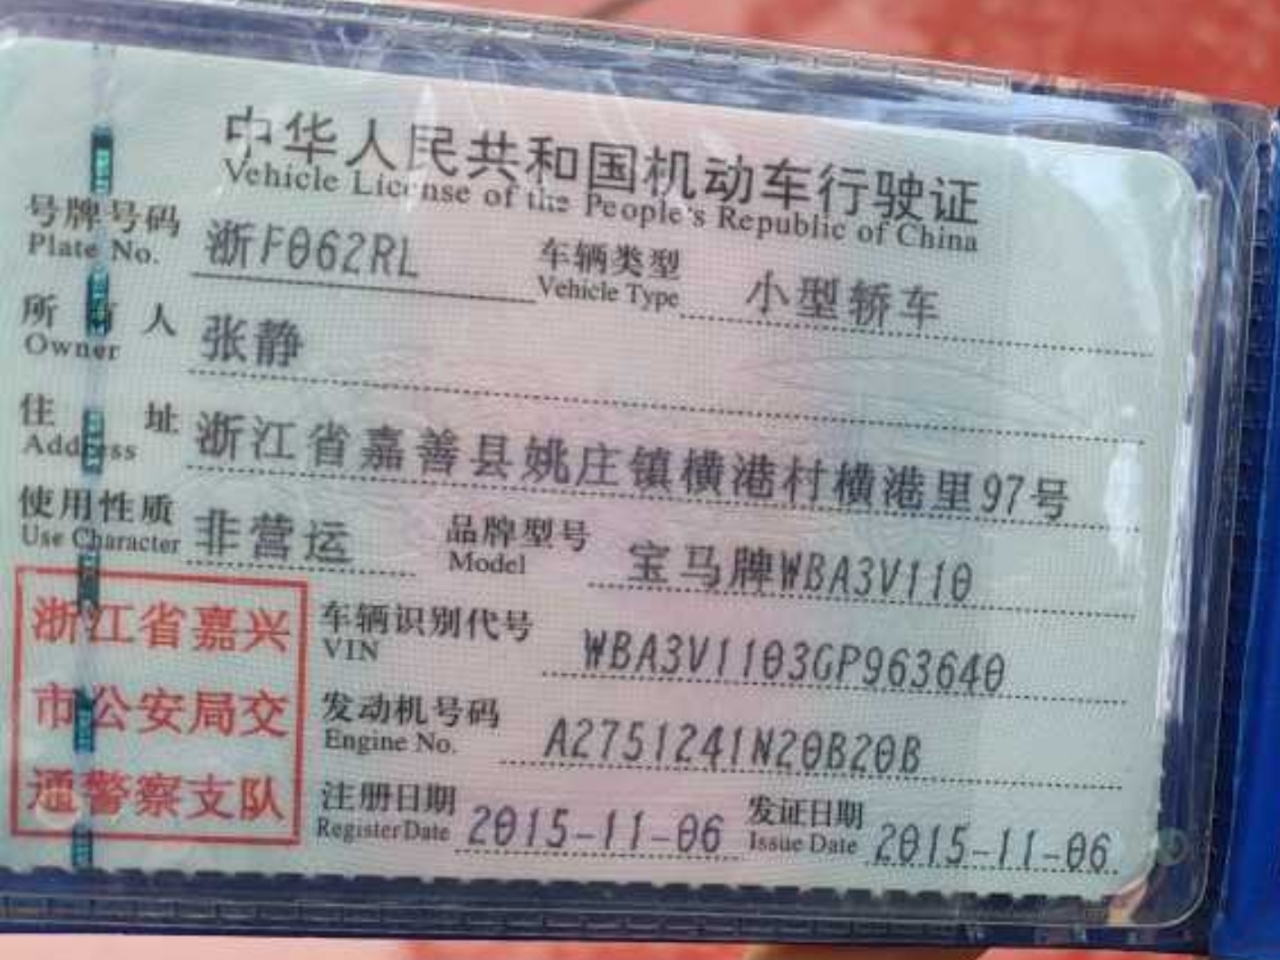 中华人民共和国机动车行驶证
Vehicle License of the People's Republic of China
号牌号码 浙F062RL 车辆类型 小型轿车
Plate No. Vehicle Type
所有人 张静
Owner
住址 浙江省嘉善县姚庄镇横港村横港里97号
Address
使用性质 非营运 品牌型号 宝马牌WBA3V110
Use Character Model
浙江省嘉兴
市公安局交
通警察支队
车辆识别代号 WBA3V1103GP963640
VIN
发动机号码 A2751241N20B20B
Engine No.
注册日期 2015-11-06 发证日期 2015-11-06
Register Date Issue Date